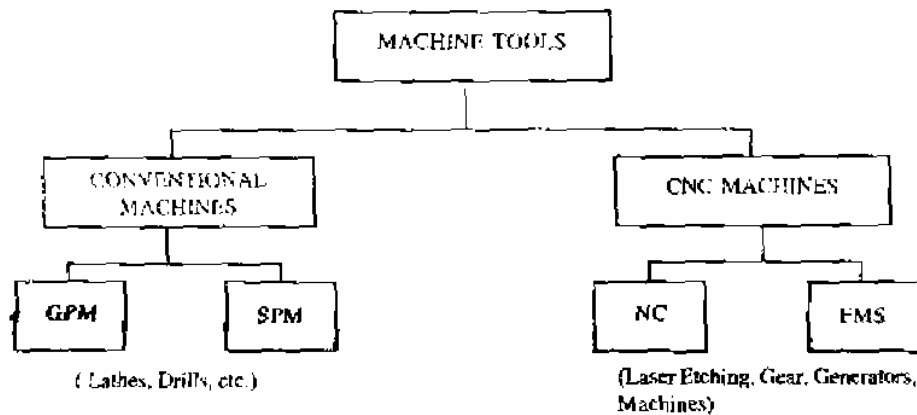 MACHINE TOOLS
CONVENTIONAL
MACHINES
CNC MACHINES
GPM
SPM
NC
FMS
( Lathes, Drills, etc.)
(Laser Etching, Gear, Generators,
Machines)